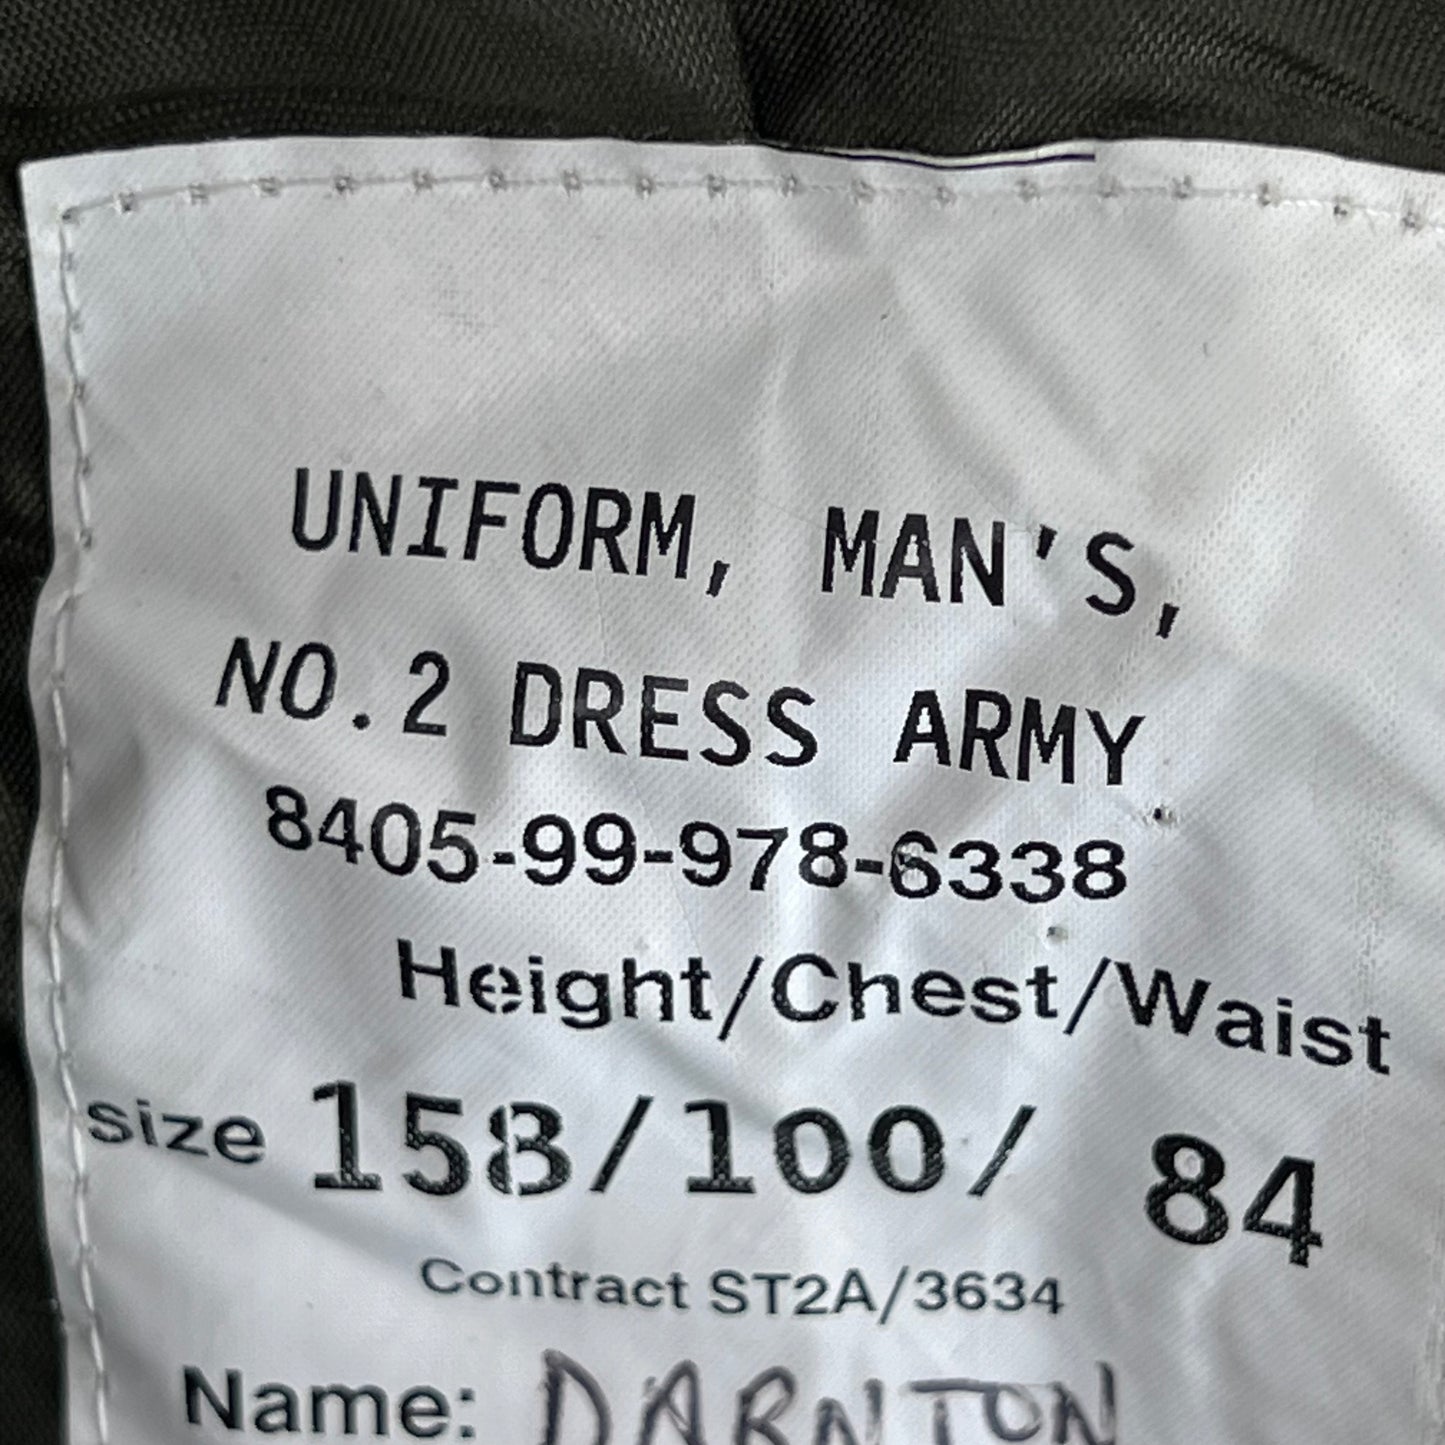 UNIFORM, MAN'S,
NO.2 DRESS ARMY
8405-99-978-6338
Height/Chest/Waist
size 158/100/ 84
Contract ST2A/3634
Name: DARNTON